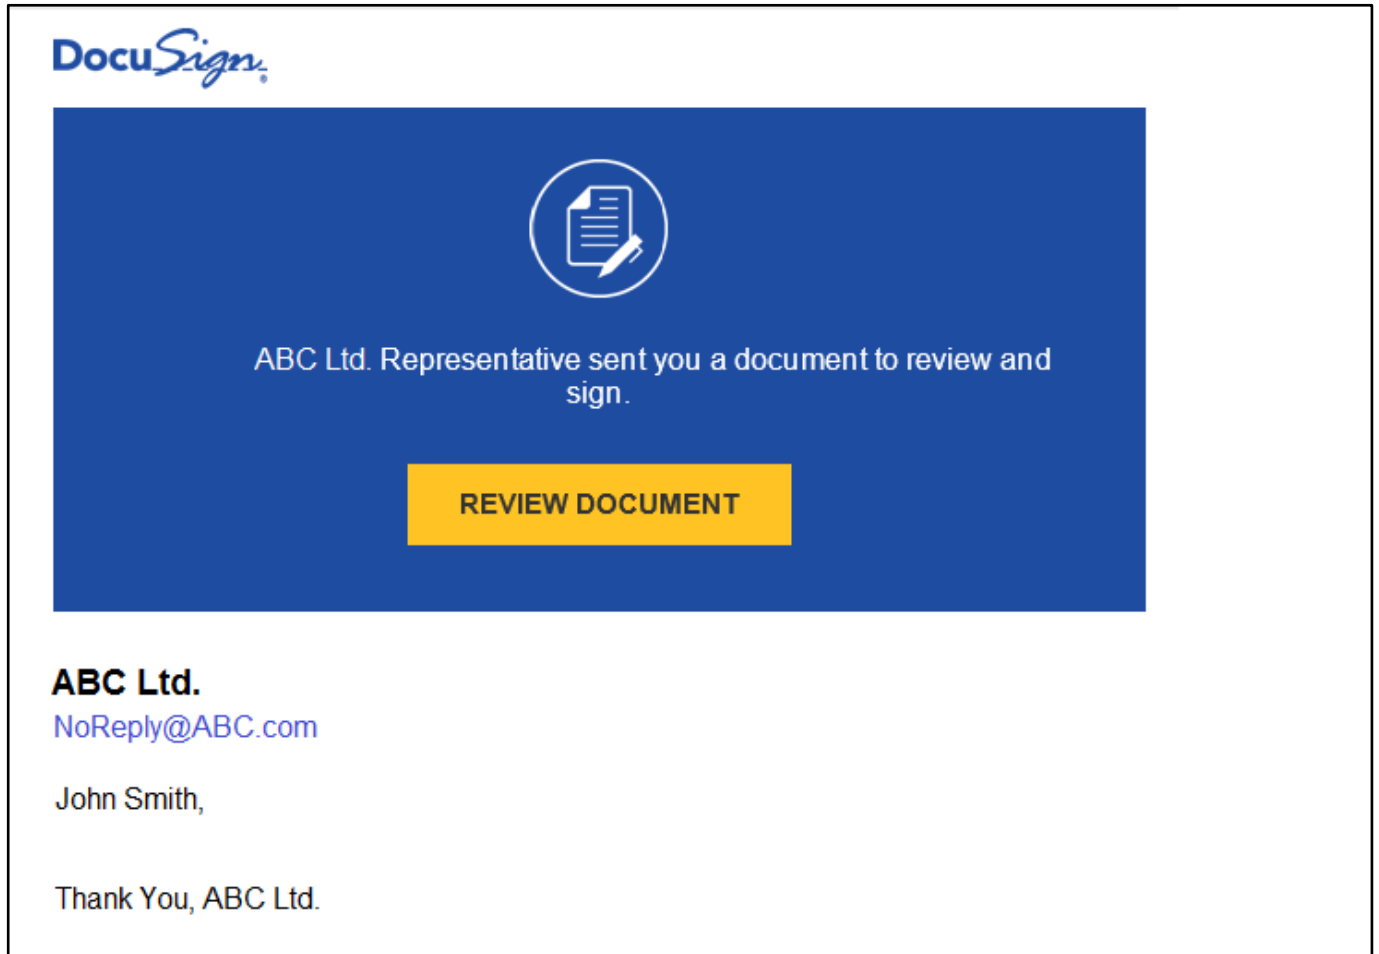 DocuSign
ABC Ltd. Representative sent you a document to review and
sign.
REVIEW DOCUMENT
ABC Ltd.
NoReply@ABC.com
John Smith,
Thank You, ABC Ltd.